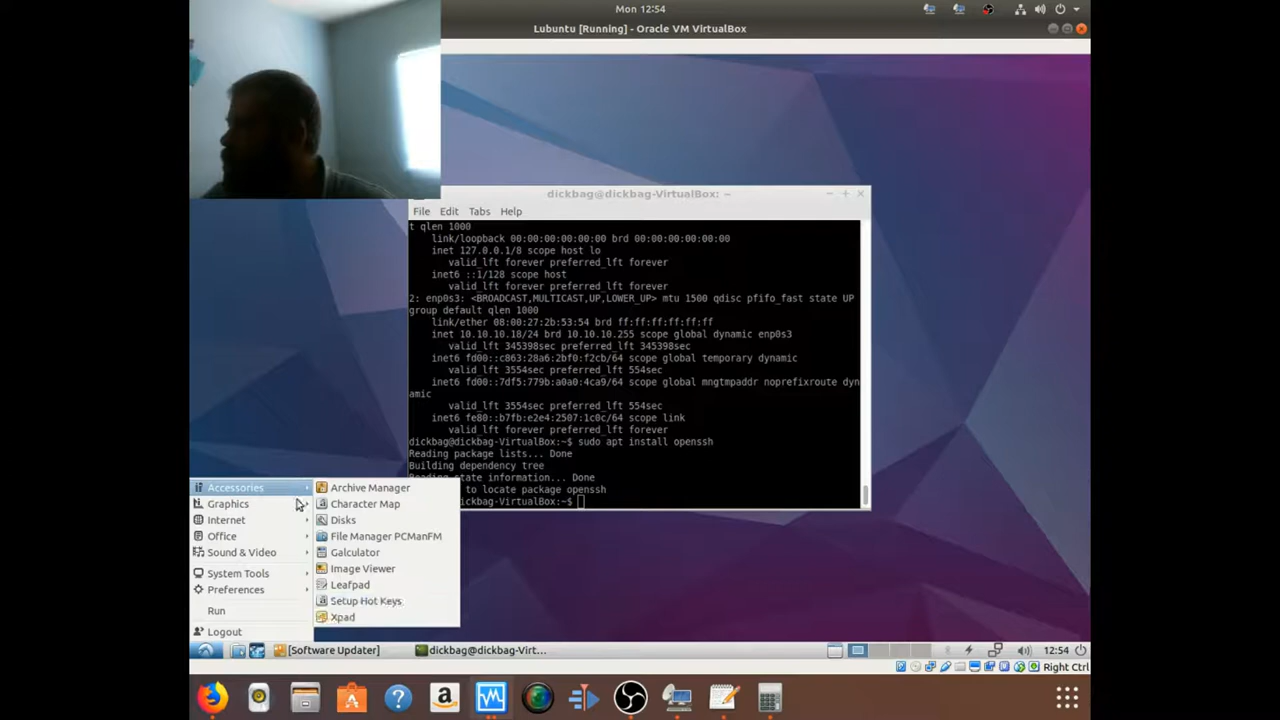 Mon 12:54
Lubuntu [Running] - Oracle VM VirtualBox
dickbag@dickbag-VirtualBox: ~
File Edit Tabs Help
t qlen 1000
link/loopback 00:00:00:00:00:00 brd 00:00:00:00:00:00
inet 127.0.0.1/8 scope host lo
valid_lft forever preferred_lft forever
inet6 ::1/128 scope host
valid_lft forever preferred_lft forever
2: enp0s3: <BROADCAST,MULTICAST,UP,LOWER_UP> mtu 1500 qdisc pfifo_fast state UP
group default qlen 1000
link/ether 08:00:27:2b:53:54 brd ff:ff:ff:ff:ff:ff
inet 10.10.10.18/24 brd 10.10.10.255 scope global dynamic enp0s3
valid_lft 345398sec preferred_lft 345398sec
inet6 fd00::c863:28a6:2bf0:f2cb/64 scope global temporary dynamic
valid_lft 3554sec preferred_lft 554sec
inet6 fd00::7df5:779b:a0a0:4ca9/64 scope global mngtmpaddr noprefixroute dyn
amic
valid_lft 3554sec preferred_lft 554sec
inet6 fe80::b7fb:e2e4:2507:1c0c/64 scope link
valid_lft forever preferred_lft forever
dickbag@dickbag-VirtualBox:~$ sudo apt install openssh
Reading package lists... Done
Building dependency tree
Reading state information... Done
to locate package openssh
dickbag-VirtualBox:~$
Accessories
Graphics
Internet
Office
Sound & Video
System Tools
Preferences
Run
Logout
Archive Manager
Character Map
Disks
File Manager PCManFM
Galculator
Image Viewer
Leafpad
Setup Hot Keys
Xpad
[Software Updater]
dickbag@dickbag-Virt...
12:54
Right Ctrl